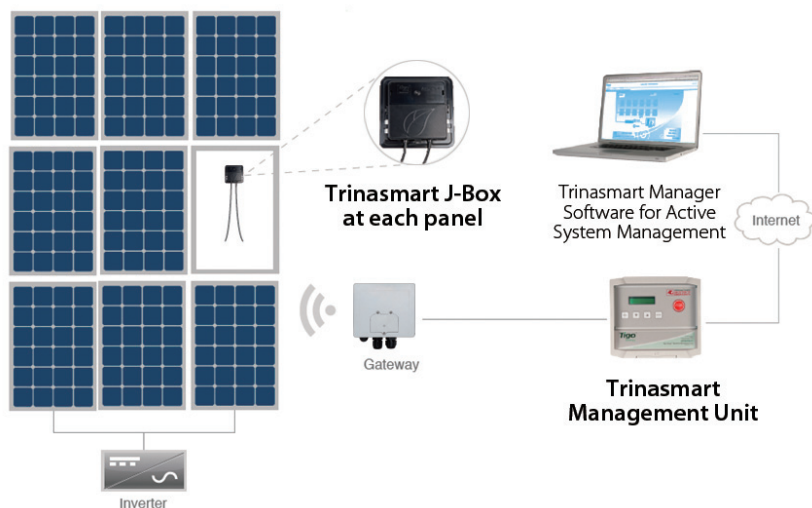 Trinasmart J-Box
at each panel
Trinasmart Manager
Software for Active
System Management
Internet
Gateway
Tigo
Trinasmart
Management Unit
Inverter